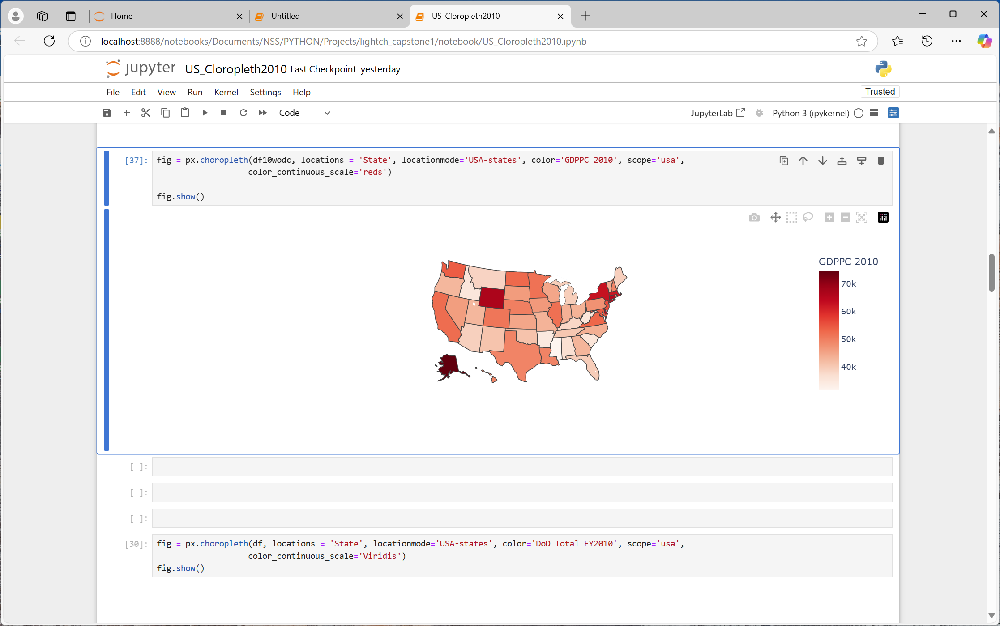 Home
Untitled
US_Cloropleth2010
localhost:8888/notebooks/Documents/NSS/PYTHON/Projects/lightch_capstone1/notebook/US_Cloropleth2010.ipynb
jupyter US_Cloropleth2010 Last Checkpoint: yesterday
File Edit View Run Kernel Settings Help
Trusted
Code
JupyterLab
Python 3 (ipykernel)
[37]: fig = px.choropleth(df10wodc, locations = 'State', locationmode='USA-states', color='GDPPC 2010', scope='usa',
color_continuous_scale='reds')
fig.show()
GDPPC 2010
70k
60k
50k
40k
[ ]:
[ ]:
[ ]:
[30]: fig = px.choropleth(df, locations = 'State', locationmode='USA-states', color='DoD Total FY2010', scope='usa',
color_continuous_scale='Viridis')
fig.show()